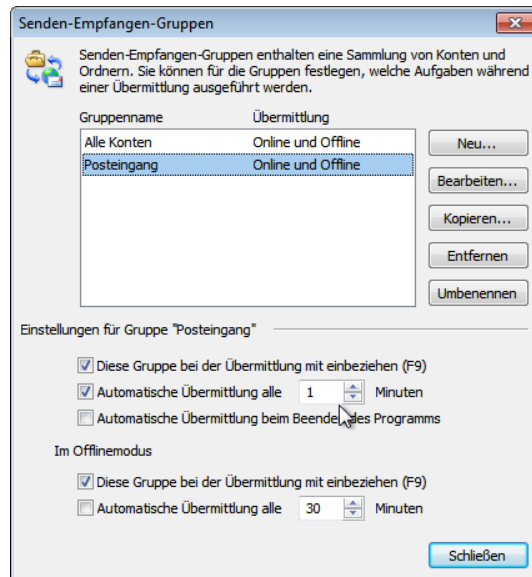 Senden-Empfangen-Gruppen
Senden-Empfangen-Gruppen enthalten eine Sammlung von Konten und
Ordnern. Sie können für die Gruppen festlegen, welche Aufgaben während
einer Übermittlung ausgeführt werden.
Gruppenname Übermittlung
Alle Konten Online und Offline
Posteingang Online und Offline
Neu...
Bearbeiten...
Kopieren...
Entfernen
Umbenennen
Einstellungen für Gruppe "Posteingang"
Diese Gruppe bei der Übermittlung mit einbeziehen (F9)
Automatische Übermittlung alle 1 Minuten
Automatische Übermittlung beim Beenden des Programms
Im Offlinemodus
Diese Gruppe bei der Übermittlung mit einbeziehen (F9)
Automatische Übermittlung alle 30 Minuten
Schließen